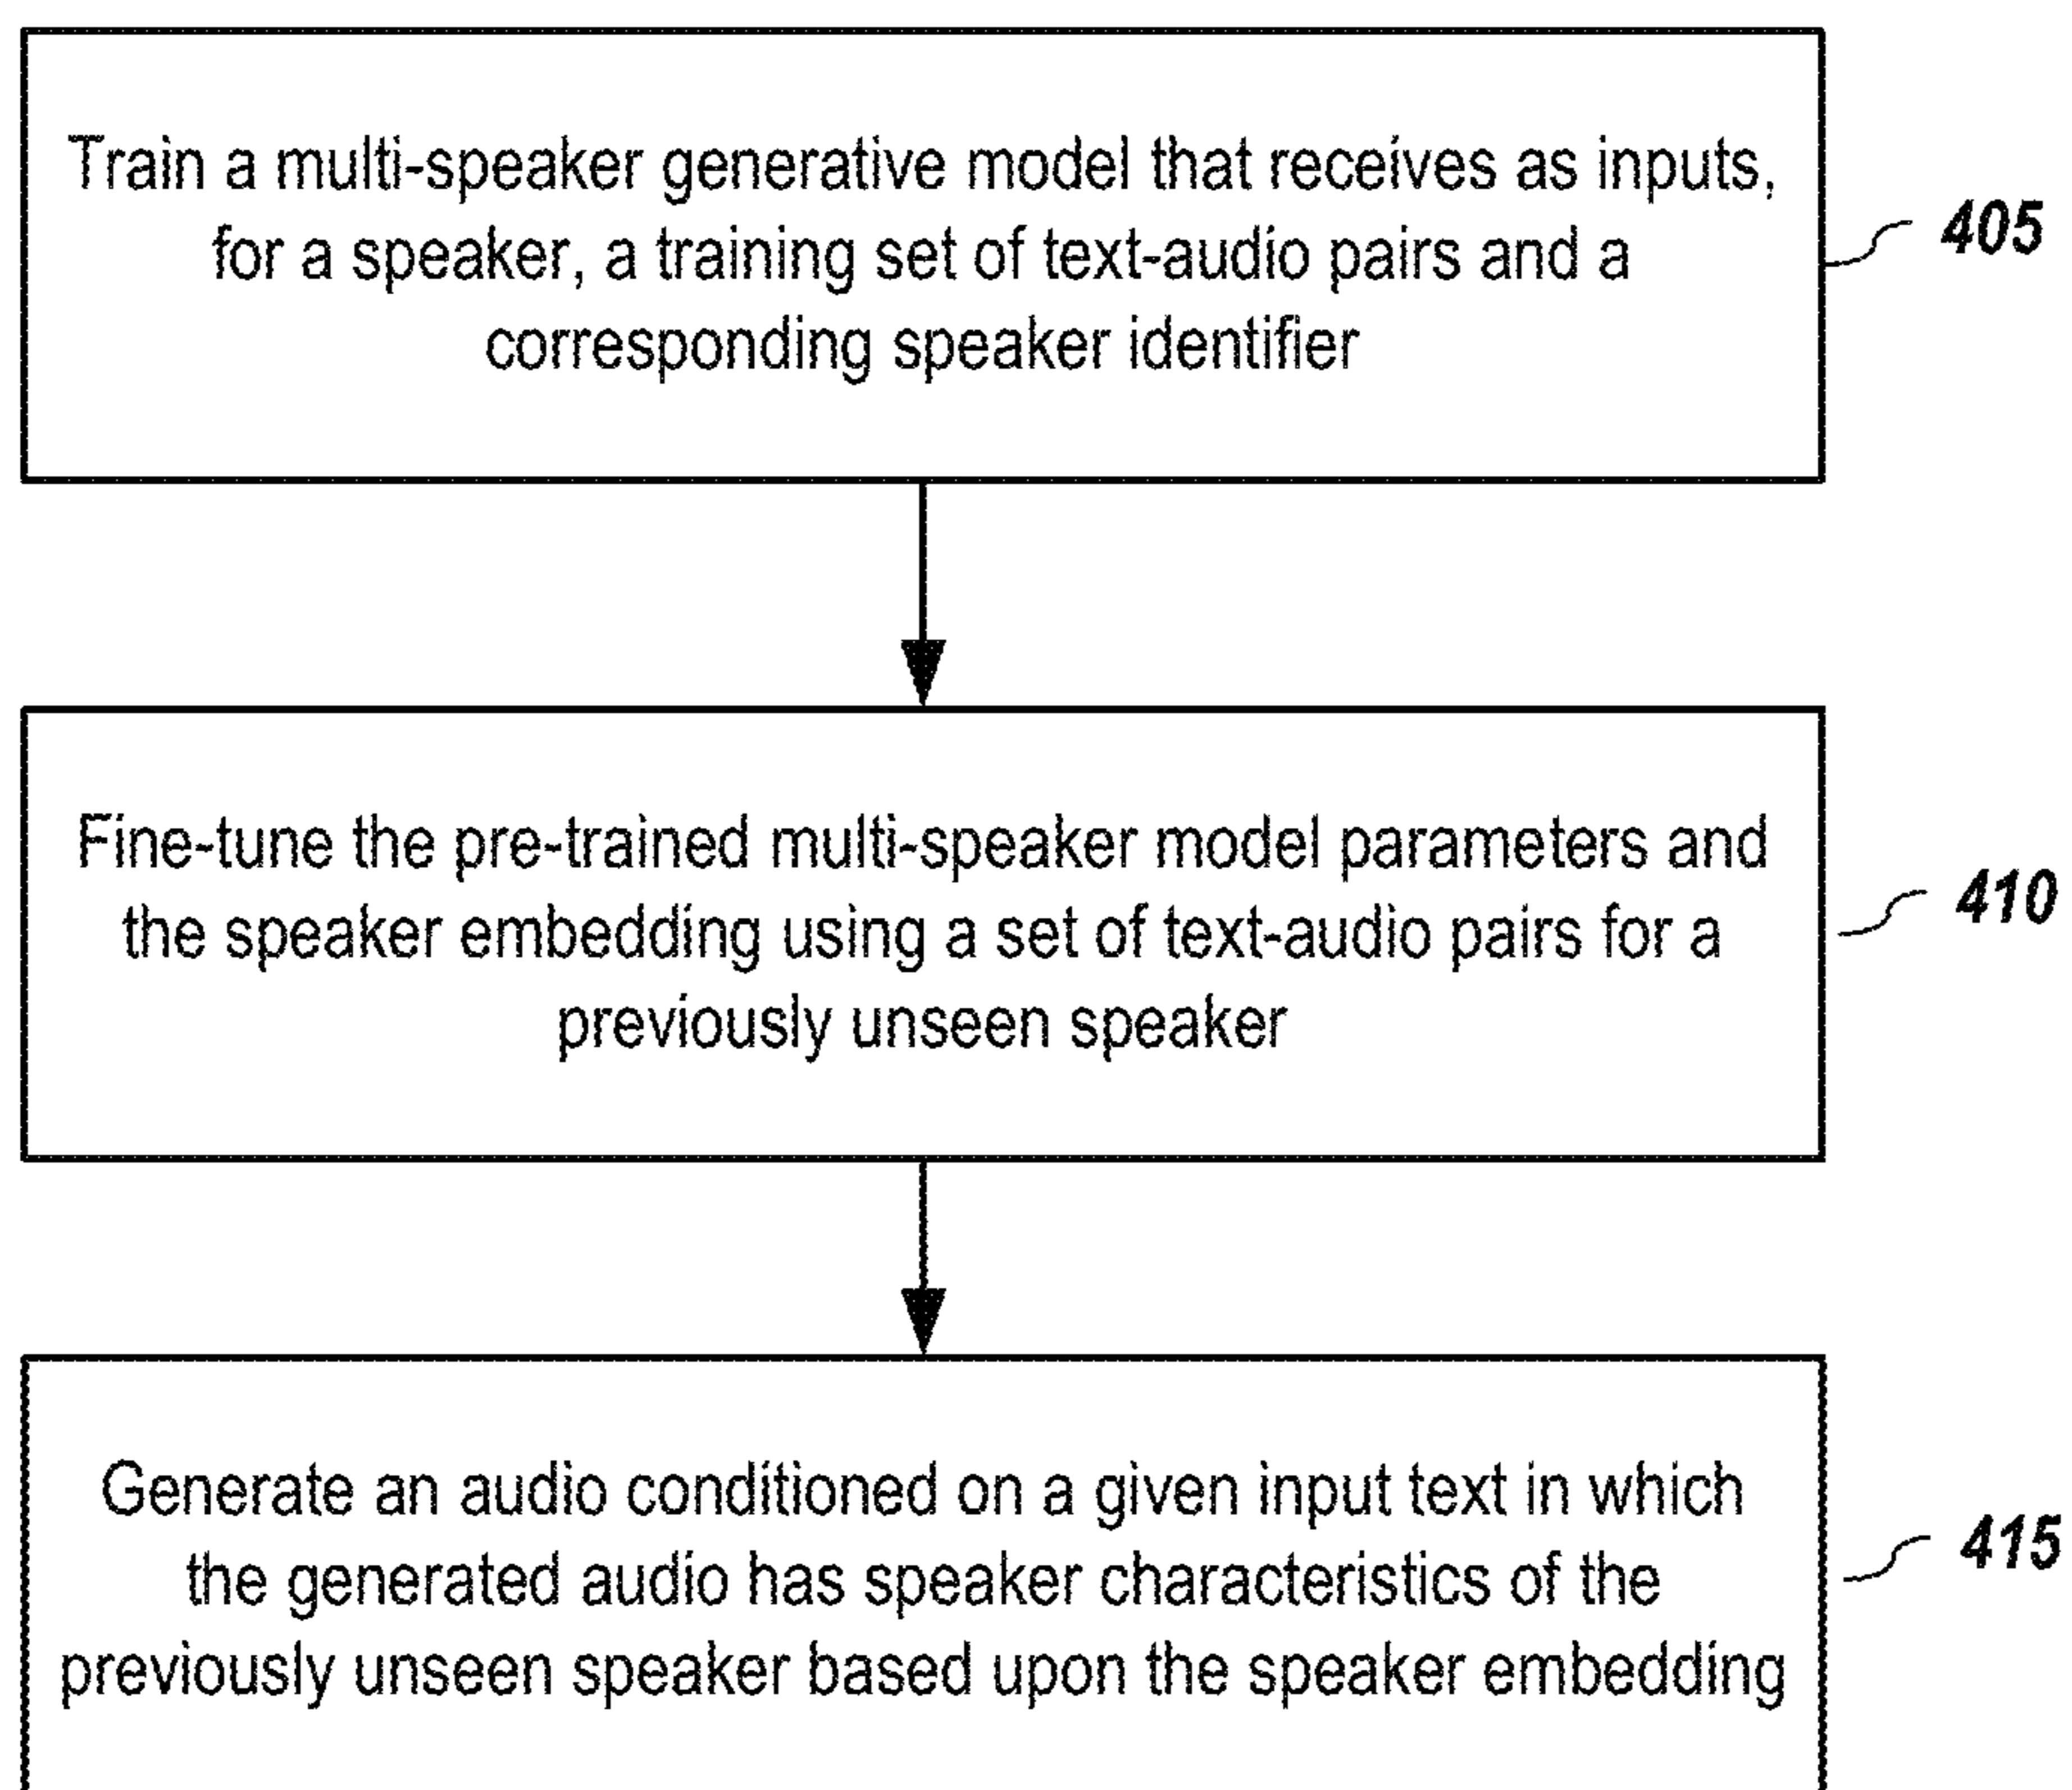 Train a multi-speaker generative model that receives as inputs,
for a speaker, a training set of text-audio pairs and a
corresponding speaker identifier
405
Fine-tune the pre-trained multi-speaker model parameters and
the speaker embedding using a set of text-audio pairs for a
previously unseen speaker
410
Generate an audio conditioned on a given input text in which
the generated audio has speaker characteristics of the
previously unseen speaker based upon the speaker embedding
415